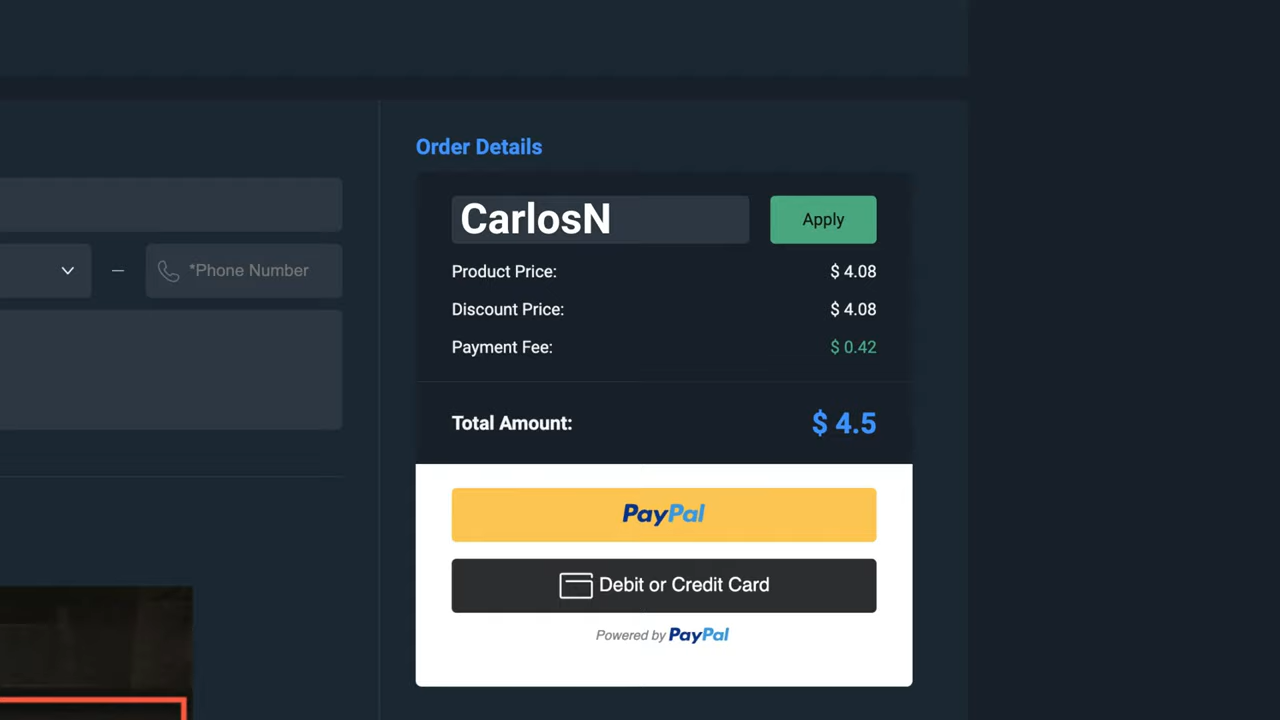 Order Details
CarlosN
Apply
*Phone Number
Product Price: $ 4.08
Discount Price: $ 4.08
Payment Fee: $ 0.42
Total Amount: $ 4.5
PayPal
Debit or Credit Card
Powered by PayPal